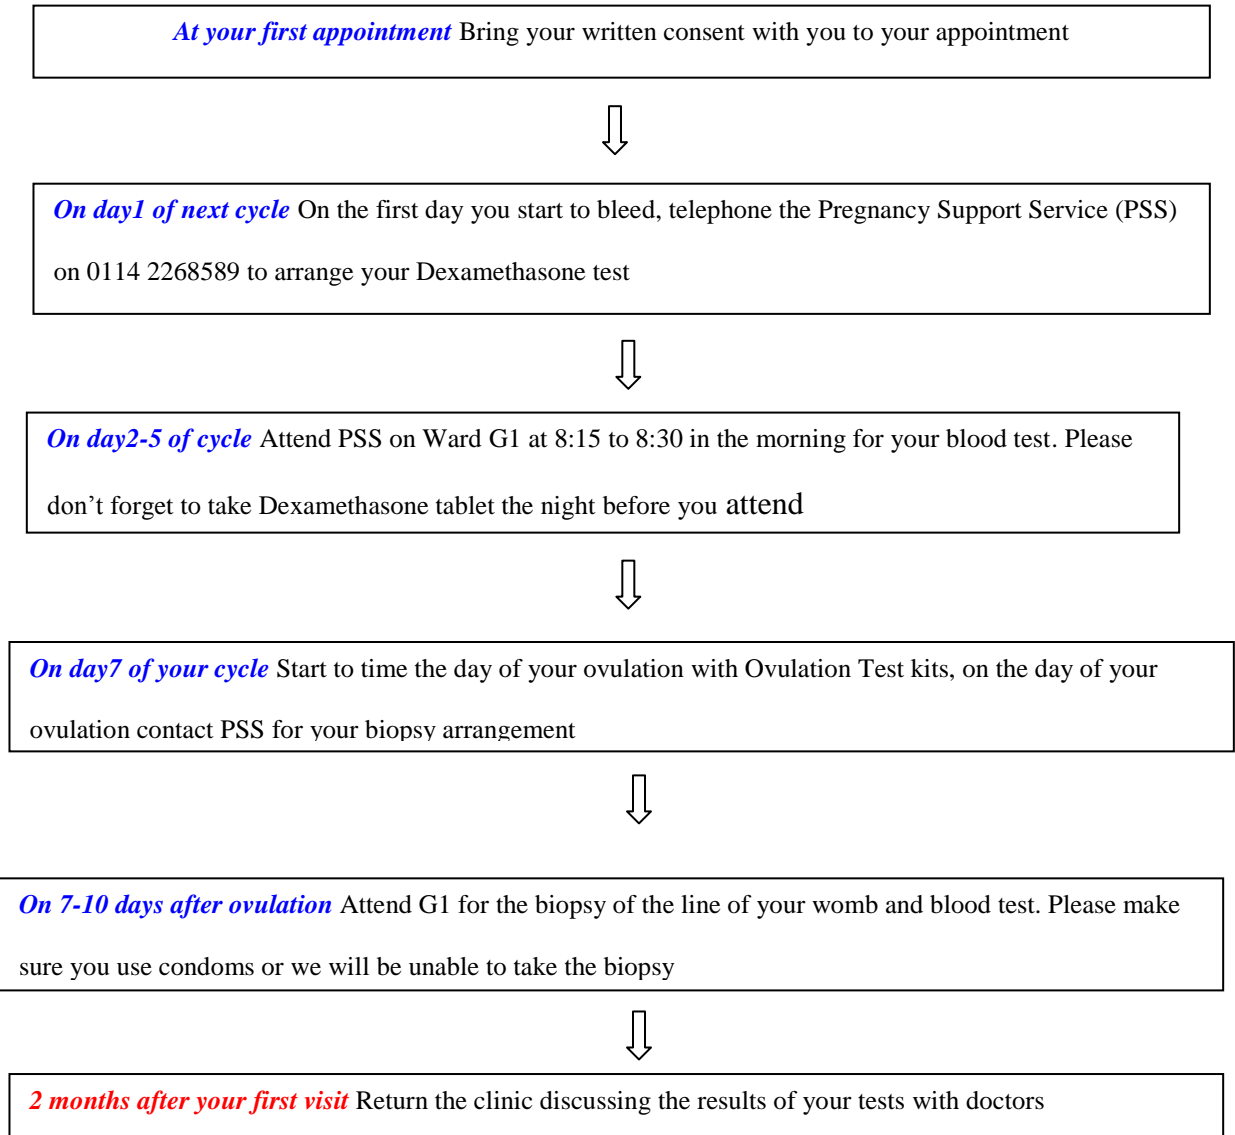 At your first appointment Bring your written consent with you to your appointment
On day1 of next cycle On the first day you start to bleed, telephone the Pregnancy Support Service (PSS)
on 0114 2268589 to arrange your Dexamethasone test
On day2-5 of cycle Attend PSS on Ward G1 at 8:15 to 8:30 in the morning for your blood test. Please
don’t forget to take Dexamethasone tablet the night before you attend
On day7 of your cycle Start to time the day of your ovulation with Ovulation Test kits, on the day of your
ovulation contact PSS for your biopsy arrangement
On 7-10 days after ovulation Attend G1 for the biopsy of the line of your womb and blood test. Please make
sure you use condoms or we will be unable to take the biopsy
2 months after your first visit Return the clinic discussing the results of your tests with doctors